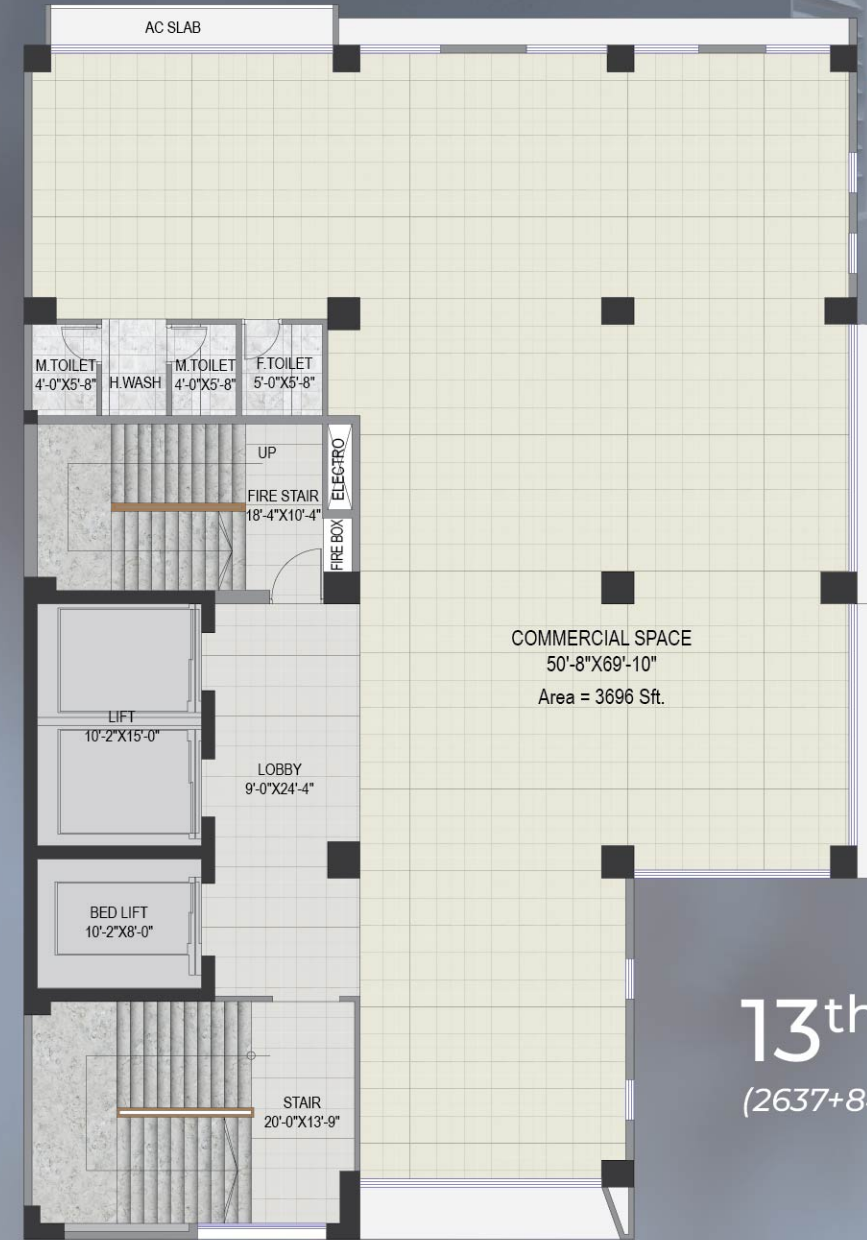 AC SLAB
M.TOILET
4'-0"X5'-8"
H.WASH
M.TOILET
4'-0"X5'-8"
F.TOILET
5'-0"X5'-8"
UP
FIRE STAIR
18'-4"X10'-4"
ELECTRO
FIRE BOX
COMMERCIAL SPACE
50'-8"X69'-10"
Area = 3696 Sft.
LIFT
10'-2"X15'-0"
LOBBY
9'-0"X24'-4"
BED LIFT
10'-2"X8'-0"
STAIR
20'-0"X13'-9"
13th
(2637+8